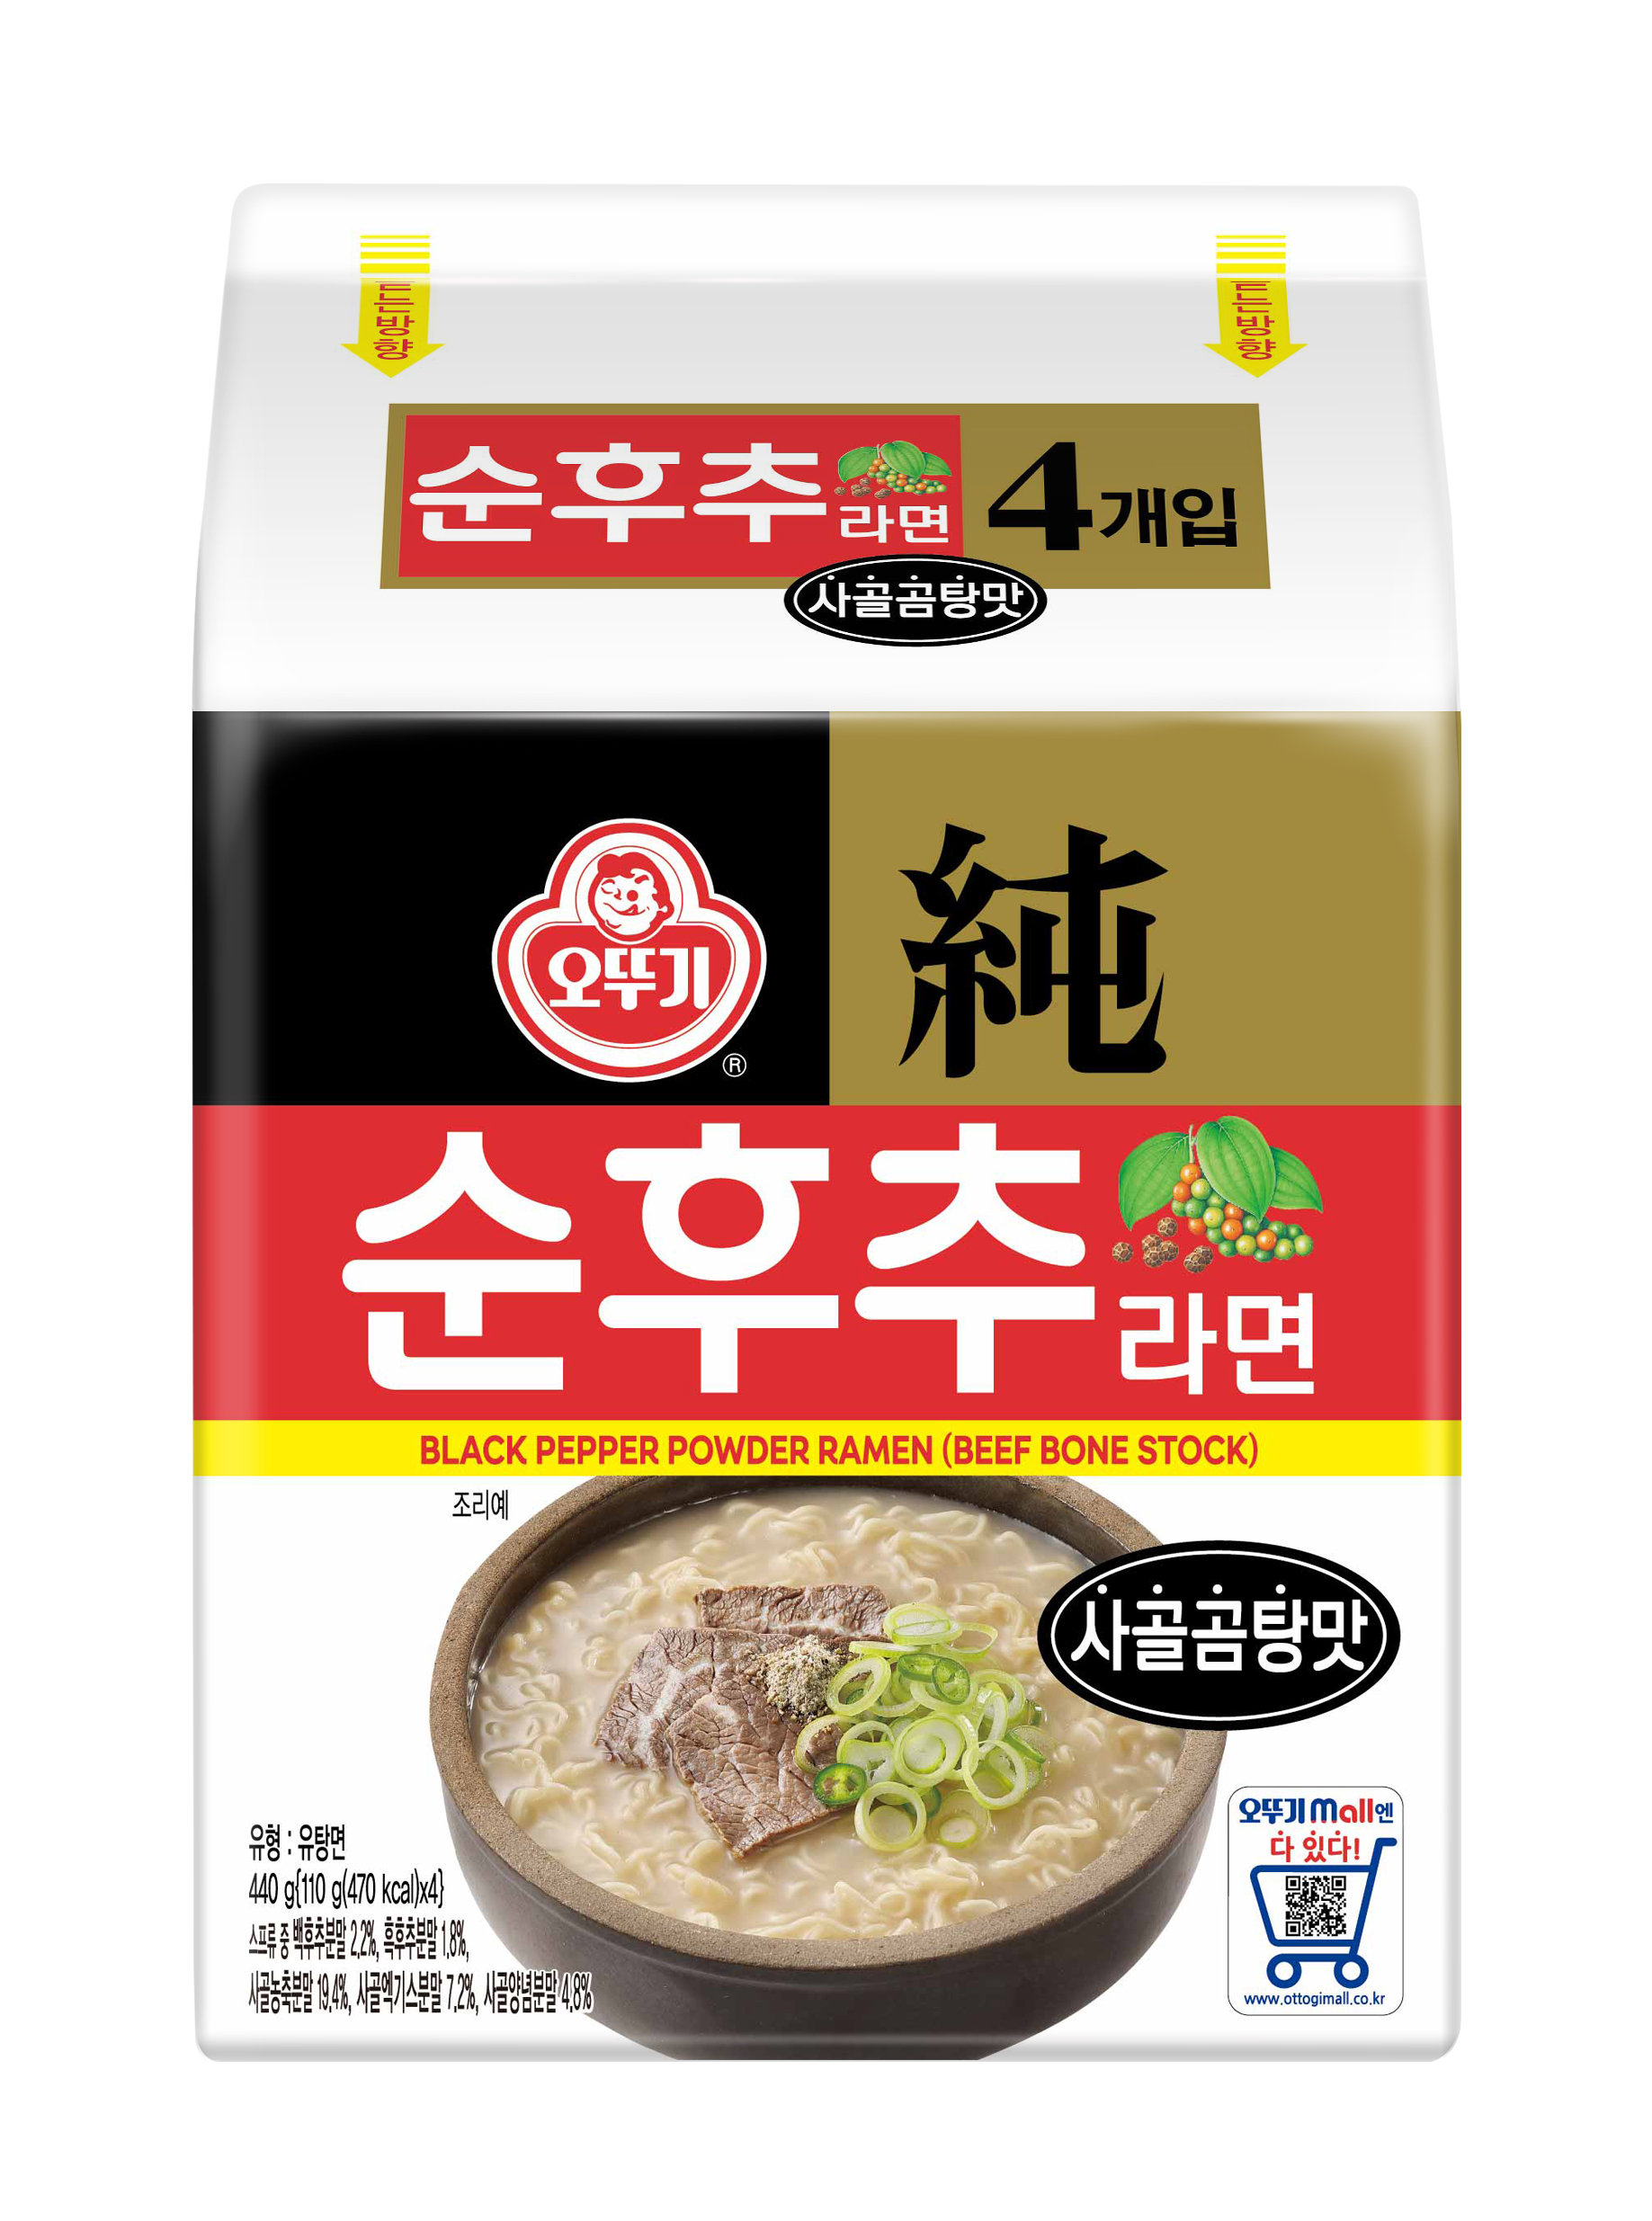 뜯는방향
뜯는방향
순후추
라면
4개입
사골곰탕맛
오뚜기
®
純
순후추
라면
BLACK PEPPER POWDER RAMEN (BEEF BONE STOCK)
조리예
사골곰탕맛
유형 : 유탕면
440 g{110 g(470 kcal)x4}
스프류 중 백후추분말 2.2%, 흑후추분말 1.8%,
사골농축분말 19.4%, 사골엑기스분말 7.2%, 사골양념분말 4.8%
오뚜기mall엔
다 있다!
www.ottogimall.co.kr